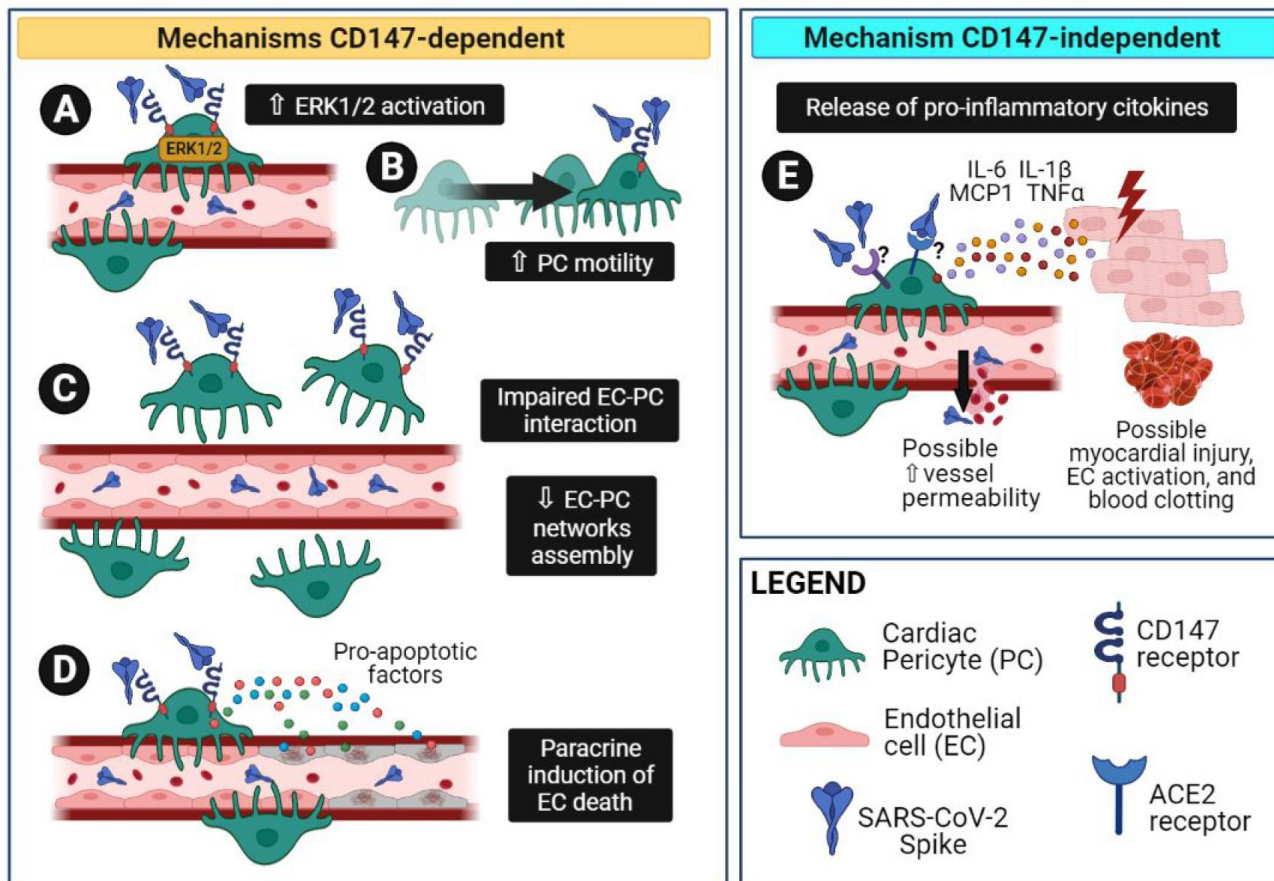 Mechanisms CD147-dependent
A
⇧ ERK1/2 activation
ERK1/2
B
⇧ PC motility
C
Impaired EC-PC
interaction
⇩ EC-PC
networks
assembly
D
Pro-apoptotic
factors
Paracrine
induction of
EC death
Mechanism CD147-independent
Release of pro-inflammatory citokines
E
IL-6 IL-1β
MCP1 TNFα
?
?
Possible
⇧vessel
permeability
Possible
myocardial injury,
EC activation, and
blood clotting
LEGEND
Cardiac
Pericyte (PC)
CD147
receptor
Endothelial
cell (EC)
SARS-CoV-2
Spike
ACE2
receptor